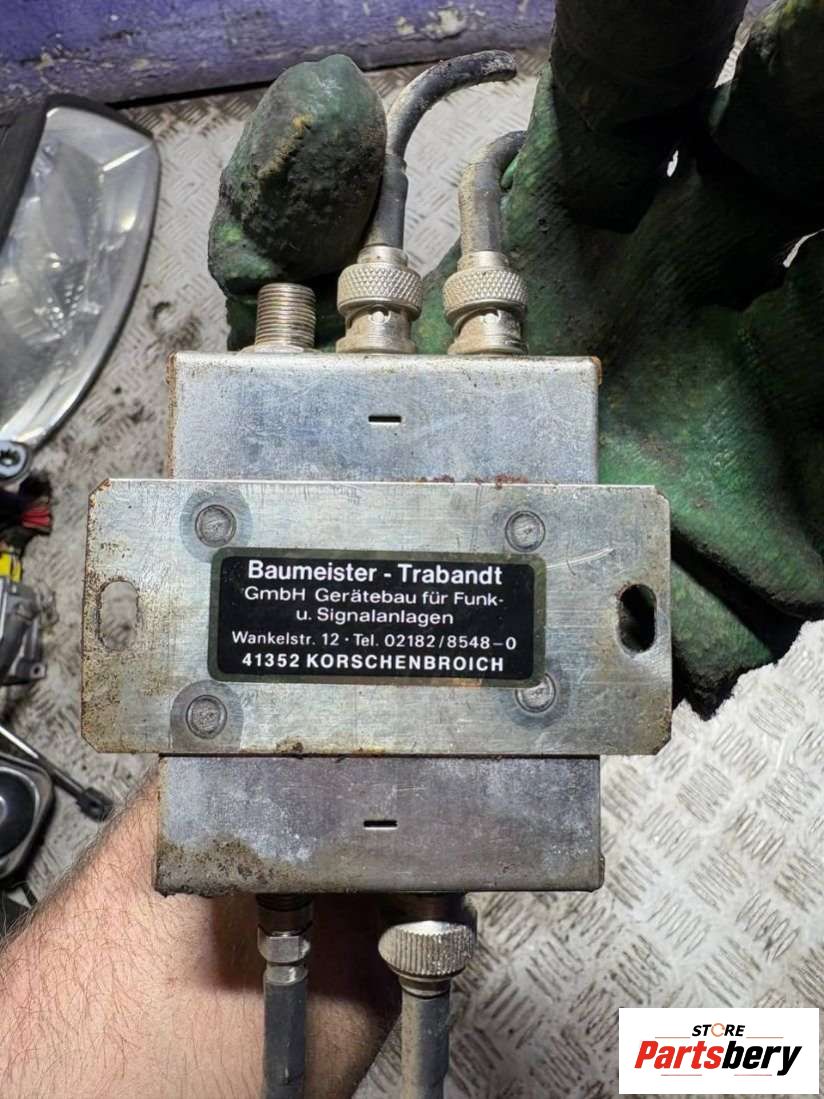 Baumeister - Trabandt
GmbH Gerätebau für Funk-
u. Signalanlagen
Wankelstr. 12 · Tel. 02182/8548-0
41352 KORSCHENBROICH
STORE
Partsbery